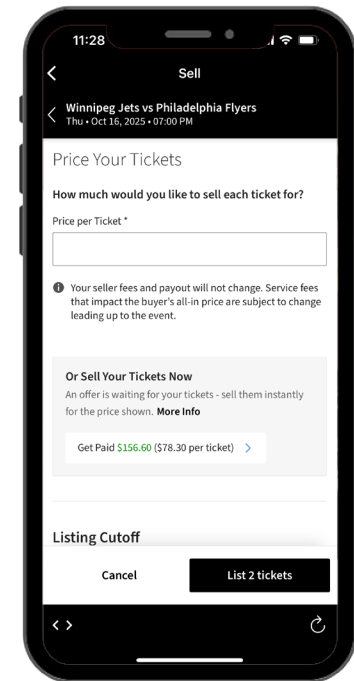 11:28
Sell
Winnipeg Jets vs Philadelphia Flyers
Thu • Oct 16, 2025 • 07:00 PM
Price Your Tickets
How much would you like to sell each ticket for?
Price per Ticket *
Your seller fees and payout will not change. Service fees
that impact the buyer's all-in price are subject to change
leading up to the event.
Or Sell Your Tickets Now
An offer is waiting for your tickets - sell them instantly
for the price shown. More Info
Get Paid $156.60 ($78.30 per ticket)
Listing Cutoff
Cancel
List 2 tickets